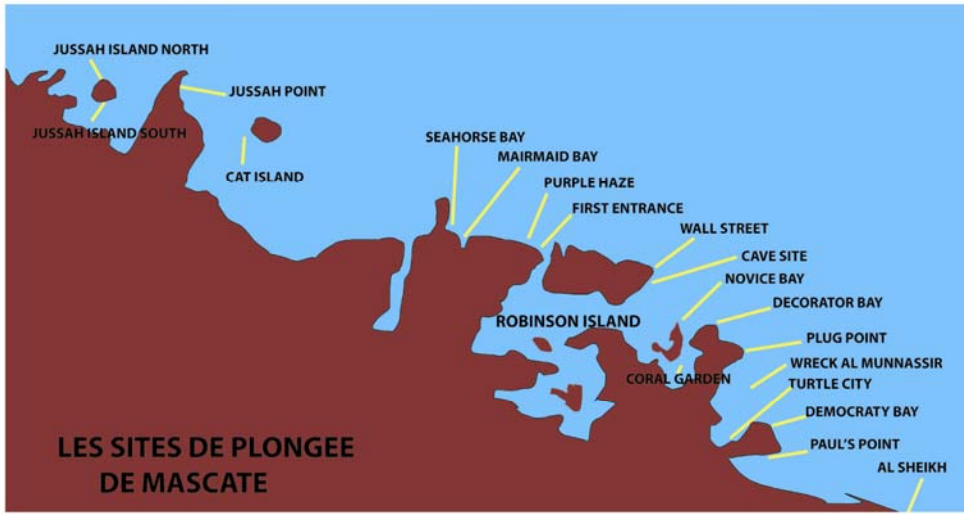 JUSSAH ISLAND NORTH
JUSSAH POINT
JUSSAH ISLAND SOUTH
CAT ISLAND
SEAHORSE BAY
MAIRMAID BAY
PURPLE HAZE
FIRST ENTRANCE
WALL STREET
CAVE SITE
NOVICE BAY
DECORATOR BAY
ROBINSON ISLAND
PLUG POINT
WRECK AL MUNNASSIR
CORAL GARDEN
TURTLE CITY
DEMOCRATY BAY
PAUL'S POINT
AL SHEIKH
LES SITES DE PLONGEE
DE MASCATE